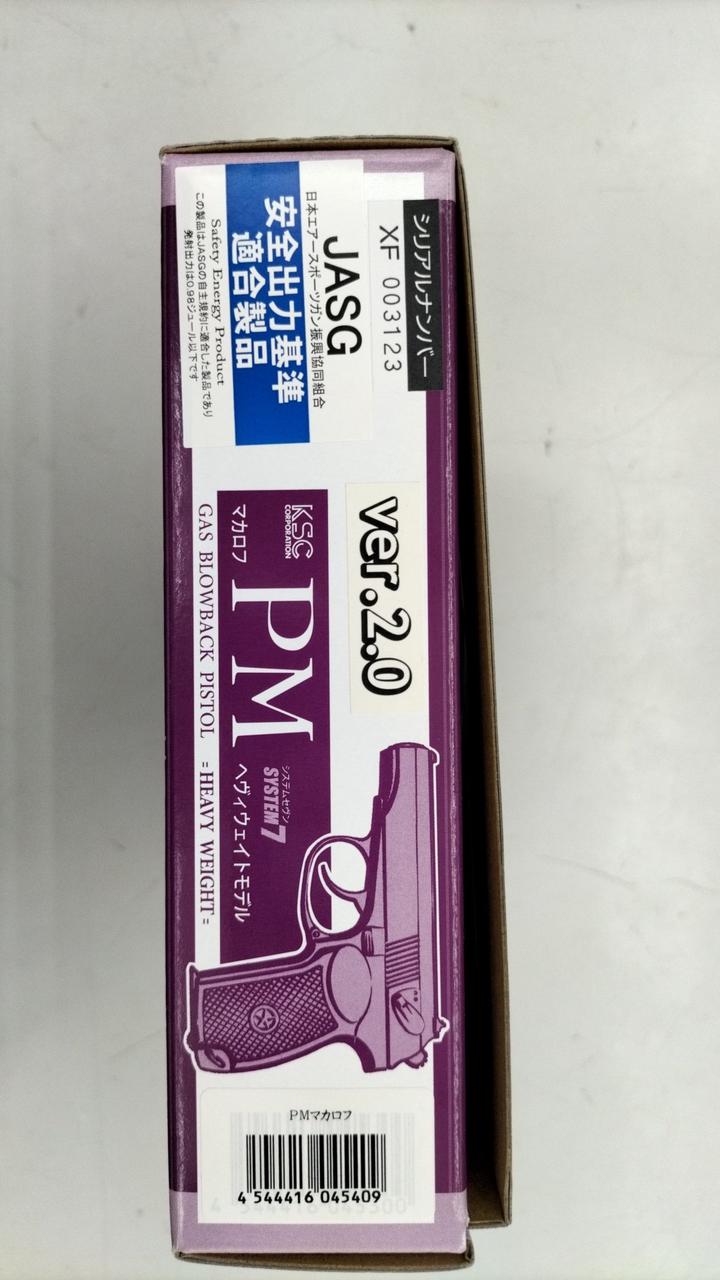 シリアルナンバー
XF 003123
JASG
日本エアースポーツガン振興協同組合
安全出力基準
適合製品
Safety Energy Product
この製品はJASGの自主規約に適合した製品であり
発射出力は0.98ジュール以下です
ver.2.0
KSC
CORPORATION
マカロフ
PM
システムセヴン
SYSTEM7
ヘヴィウェイトモデル
GAS BLOWBACK PISTOL = HEAVY WEIGHT =
PMマカロフ
4 544416 045409
4 544416 045300